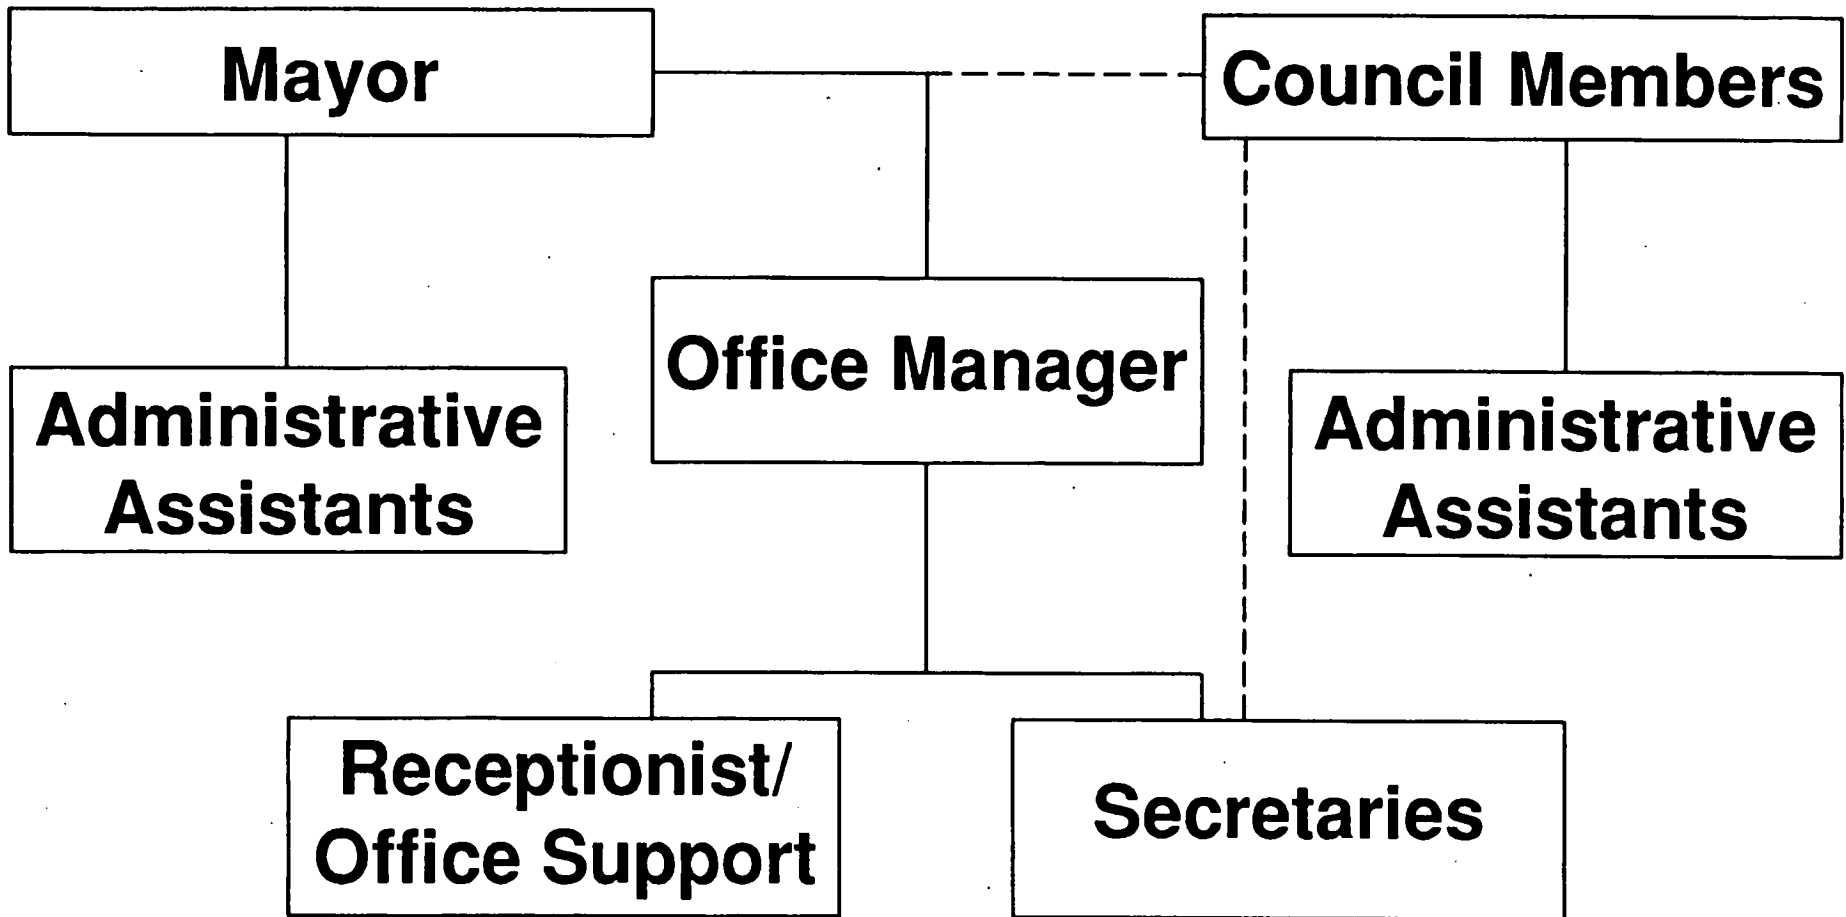 Mayor
Council Members
Office Manager
Administrative
Assistants
Administrative
Assistants
Receptionist/
Office Support
Secretaries